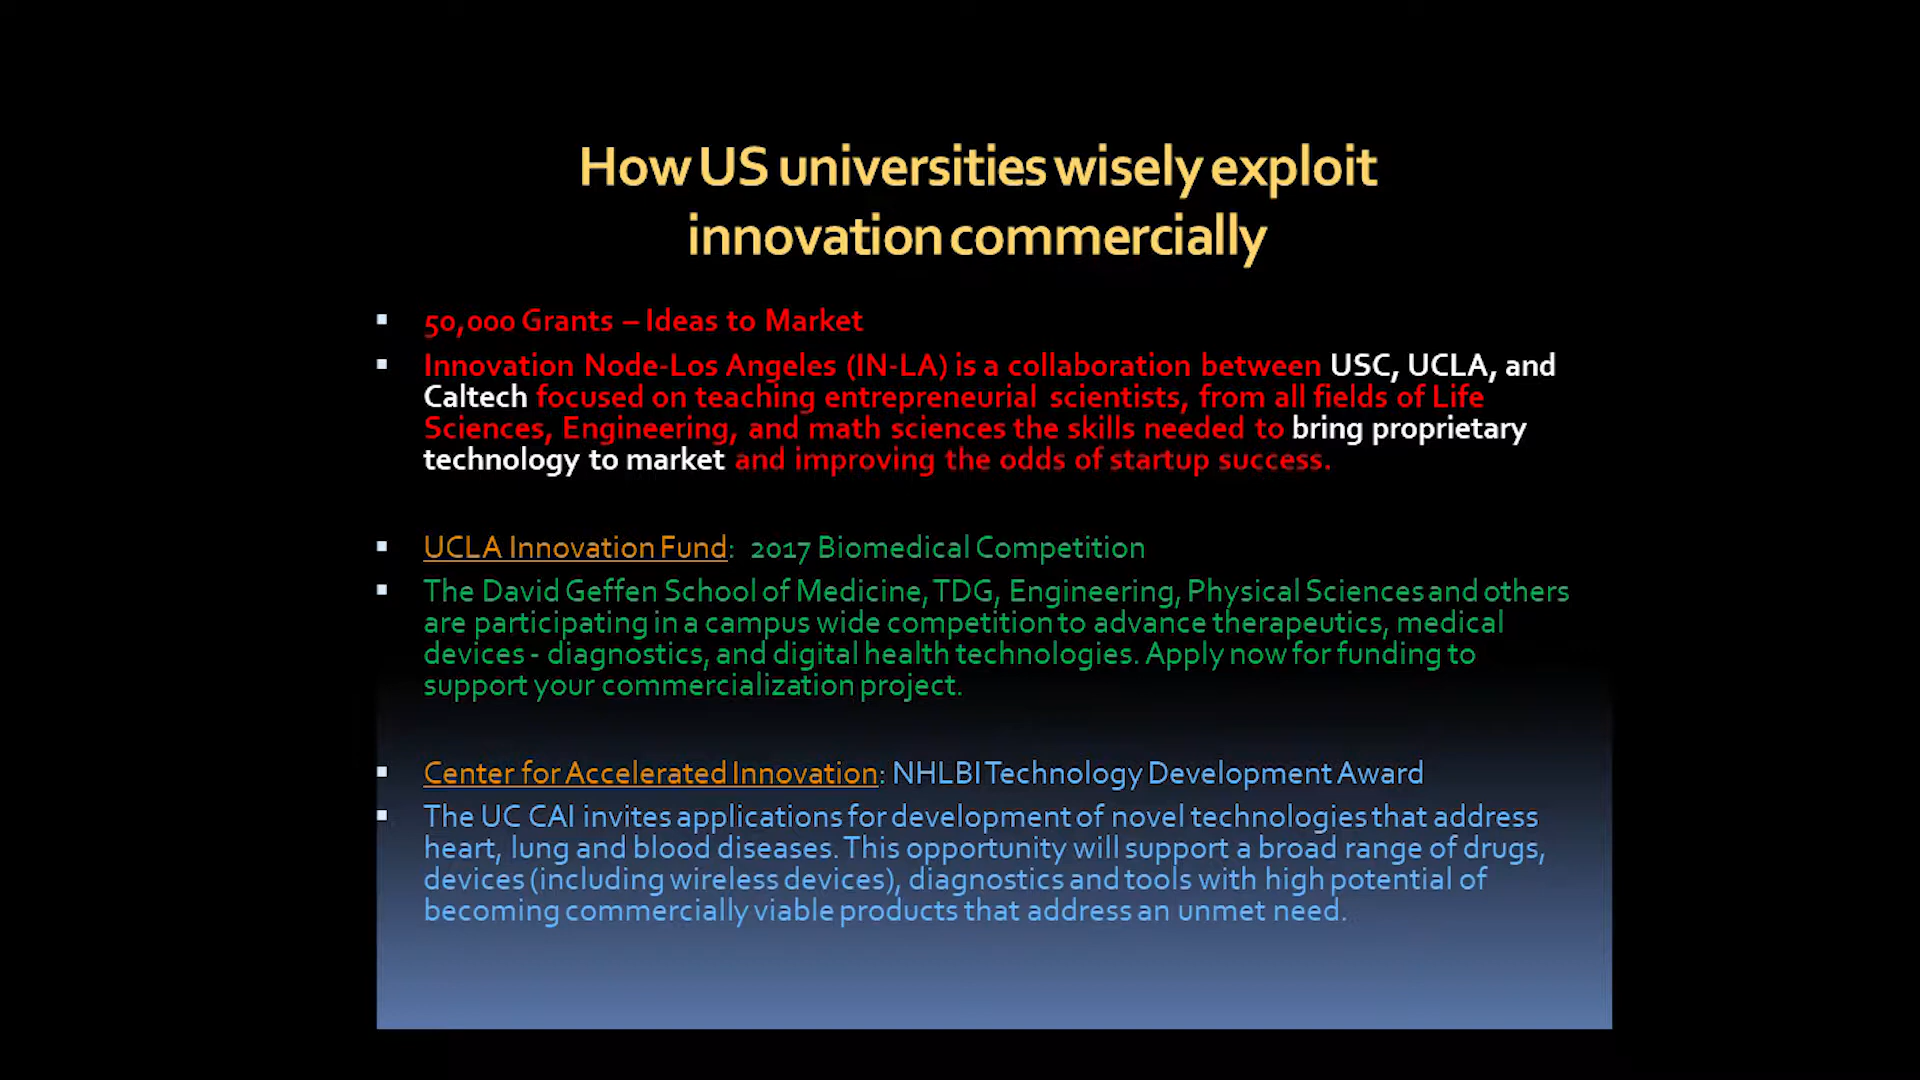 How US universities wisely exploit
innovation commercially
50,000 Grants – Ideas to Market
Innovation Node-Los Angeles (IN-LA) is a collaboration between USC, UCLA, and
Caltech focused on teaching entrepreneurial scientists, from all fields of Life
Sciences, Engineering, and math sciences the skills needed to bring proprietary
technology to market and improving the odds of startup success.
UCLA Innovation Fund: 2017 Biomedical Competition
The David Geffen School of Medicine, TDG, Engineering, Physical Sciences and others
are participating in a campus wide competition to advance therapeutics, medical
devices - diagnostics, and digital health technologies. Apply now for funding to
support your commercialization project.
Center for Accelerated Innovation: NHLBI Technology Development Award
The UC CAI invites applications for development of novel technologies that address
heart, lung and blood diseases. This opportunity will support a broad range of drugs,
devices (including wireless devices), diagnostics and tools with high potential of
becoming commercially viable products that address an unmet need.